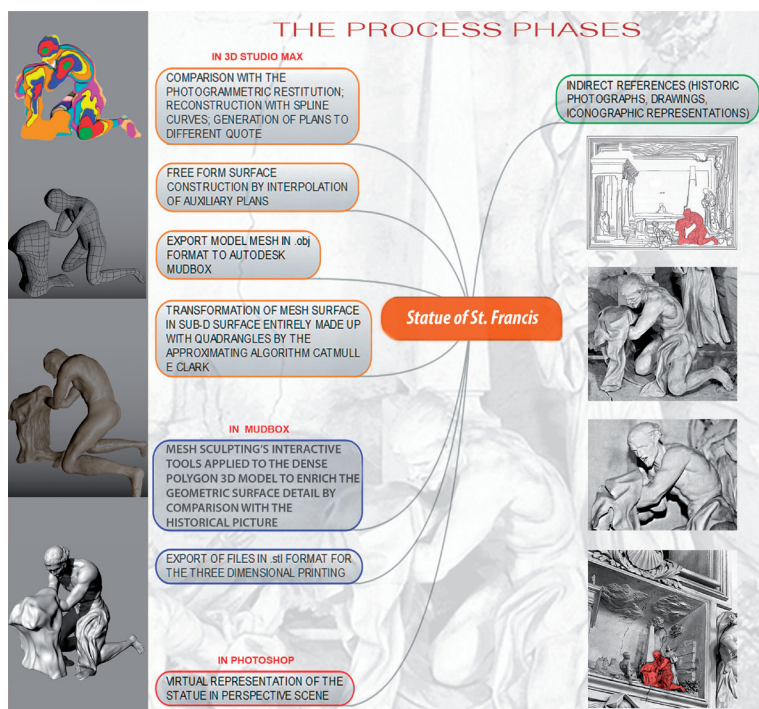 THE PROCESS PHASES
IN 3D STUDIO MAX
COMPARISON WITH THE
PHOTOGRAMMETRIC RESTITUTION;
RECONSTRUCTION WITH SPLINE
CURVES; GENERATION OF PLANS TO
DIFFERENT QUOTE
FREE FORM SURFACE
CONSTRUCTION BY INTERPOLATION
OF AUXILIARY PLANS
EXPORT MODEL MESH IN .obj
FORMAT TO AUTODESK
MUDBOX
TRANSFORMATION OF MESH SURFACE
IN SUB-D SURFACE ENTIRELY MADE UP
WITH QUADRANGLES BY THE
APPROXIMATING ALGORITHM CATMULL
E CLARK
IN MUDBOX
MESH SCULPTING'S INTERACTIVE
TOOLS APPLIED TO THE DENSE
POLYGON 3D MODEL TO ENRICH THE
GEOMETRIC SURFACE DETAIL BY
COMPARISON WITH THE
HISTORICAL PICTURE
EXPORT OF FILES IN .stl FORMAT FOR
THE THREE DIMENSIONAL PRINTING
IN PHOTOSHOP
VIRTUAL REPRESENTATION OF THE
STATUE IN PERSPECTIVE SCENE
Statue of St. Francis
INDIRECT REFERENCES (HISTORIC
PHOTOGRAPHS, DRAWINGS,
ICONOGRAPHIC REPRESENTATIONS)